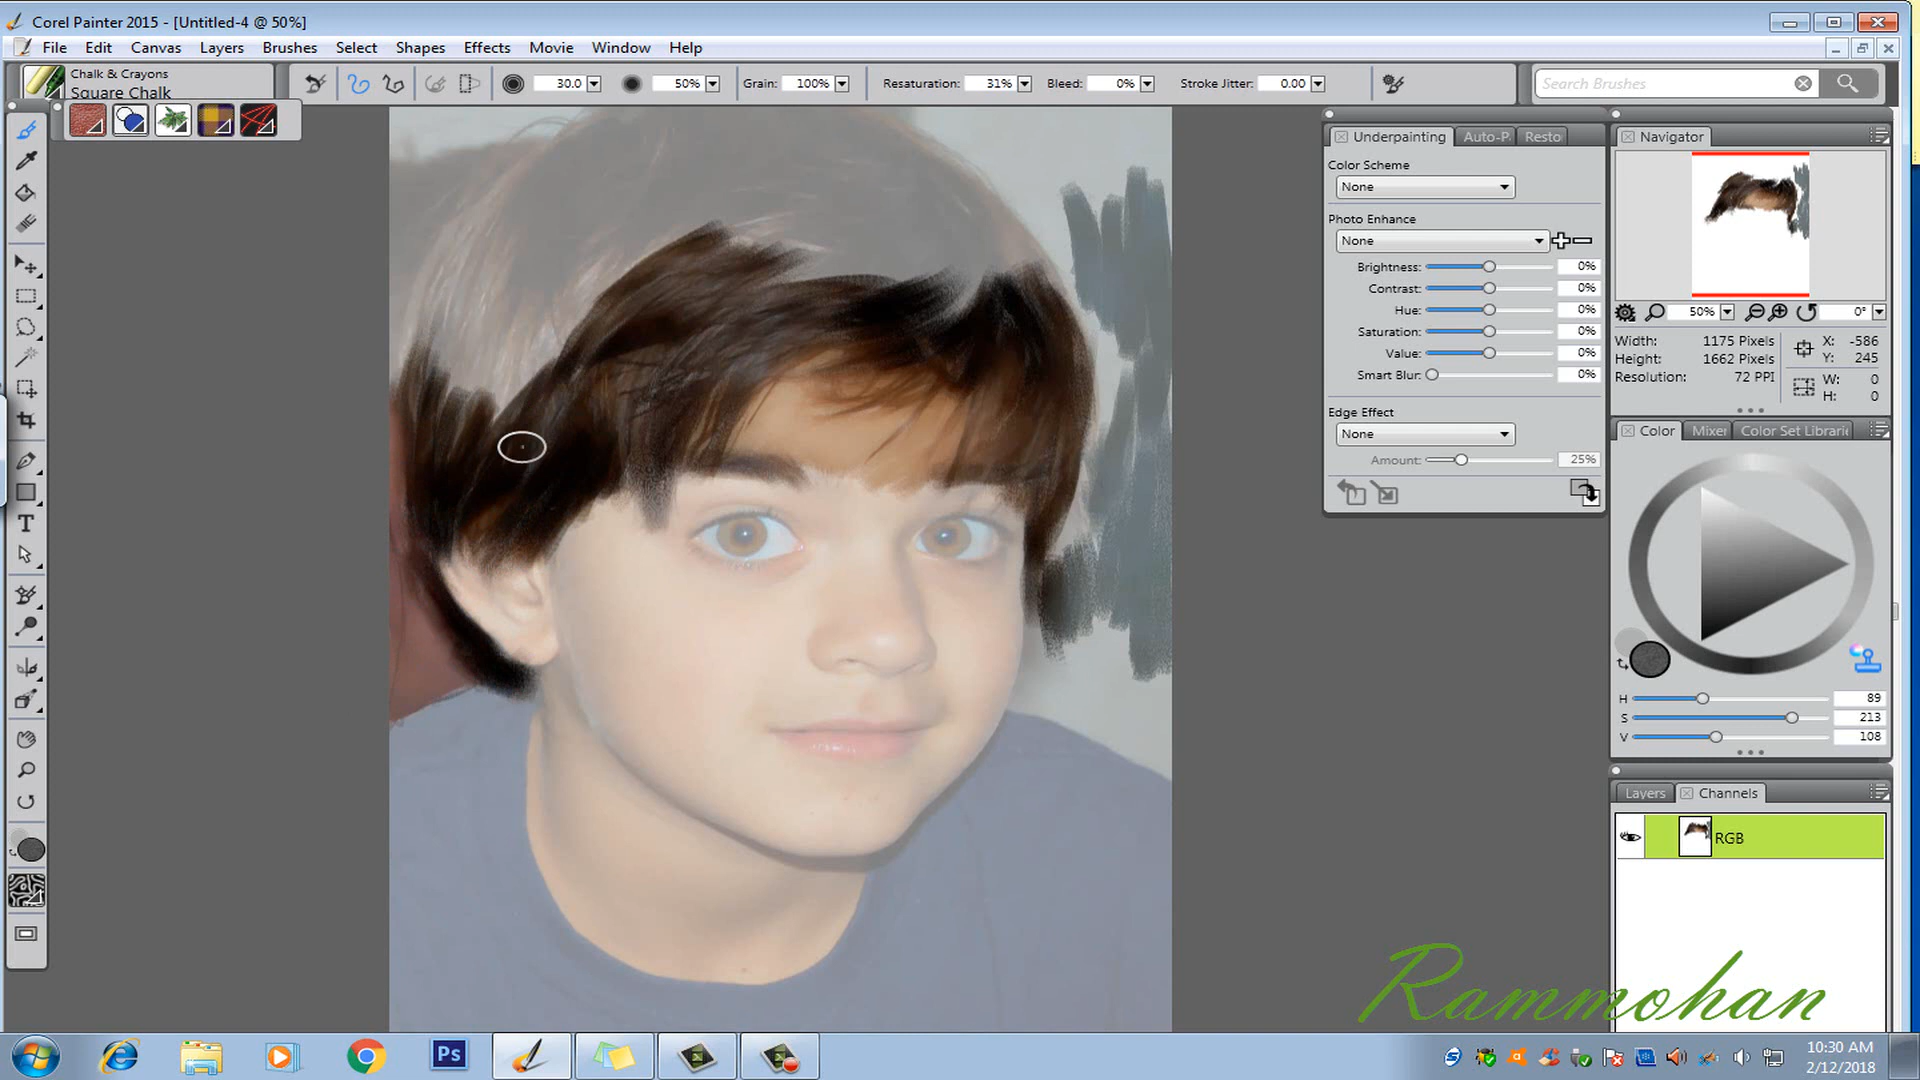 Corel Painter 2015 - [Untitled-4 @ 50%]
File Edit Canvas Layers Brushes Select Shapes Effects Movie Window Help
Chalk & Crayons
Square Chalk
30.0 50% Grain: 100% Resaturation: 31% Bleed: 0% Stroke Jitter: 0.00
Search Brushes
Underpainting Auto-P. Resto
Color Scheme
None
Photo Enhance
None
Brightness: 0%
Contrast: 0%
Hue: 0%
Saturation: 0%
Value: 0%
Smart Blur: 0%
Edge Effect
None
Amount: 25%
Navigator
50% 0°
Width: 1175 Pixels
Height: 1662 Pixels
Resolution: 72 PPI
X: -586
Y: 245
W: 0
H: 0
Color Mixer Color Set Librarie
H 89
S 213
V 108
Layers Channels
RGB
T
Rammohan
Ps
10:30 AM
2/12/2018